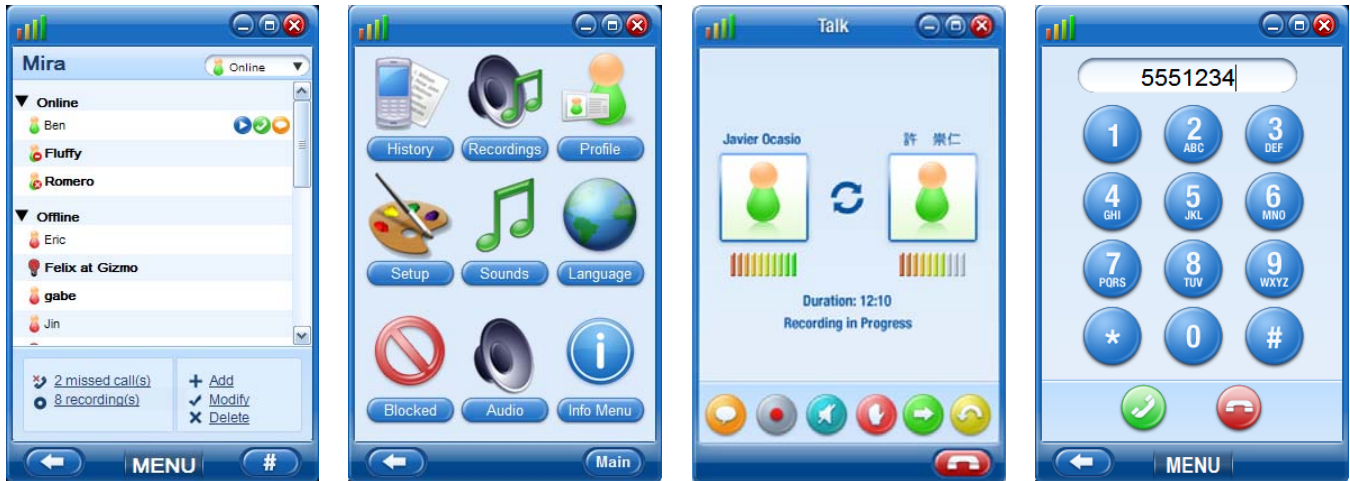 Mira
Online
Online
Ben
Fluffy
Romero
Offline
Eric
Felix at Gizmo
gabe
Jin
2 missed call(s)
8 recording(s)
Add
Modify
Delete
MENU
#
History Recordings Profile
Setup Sounds Language
Blocked Audio Info Menu
Main
Talk
Javier Ocasio 許 崇仁
Duration: 12:10
Recording in Progress
5551234
1 2 3
ABC DEF
4 5 6
GHI JKL MNO
7 8 9
PQRS TUV WXYZ
* 0 #
MENU